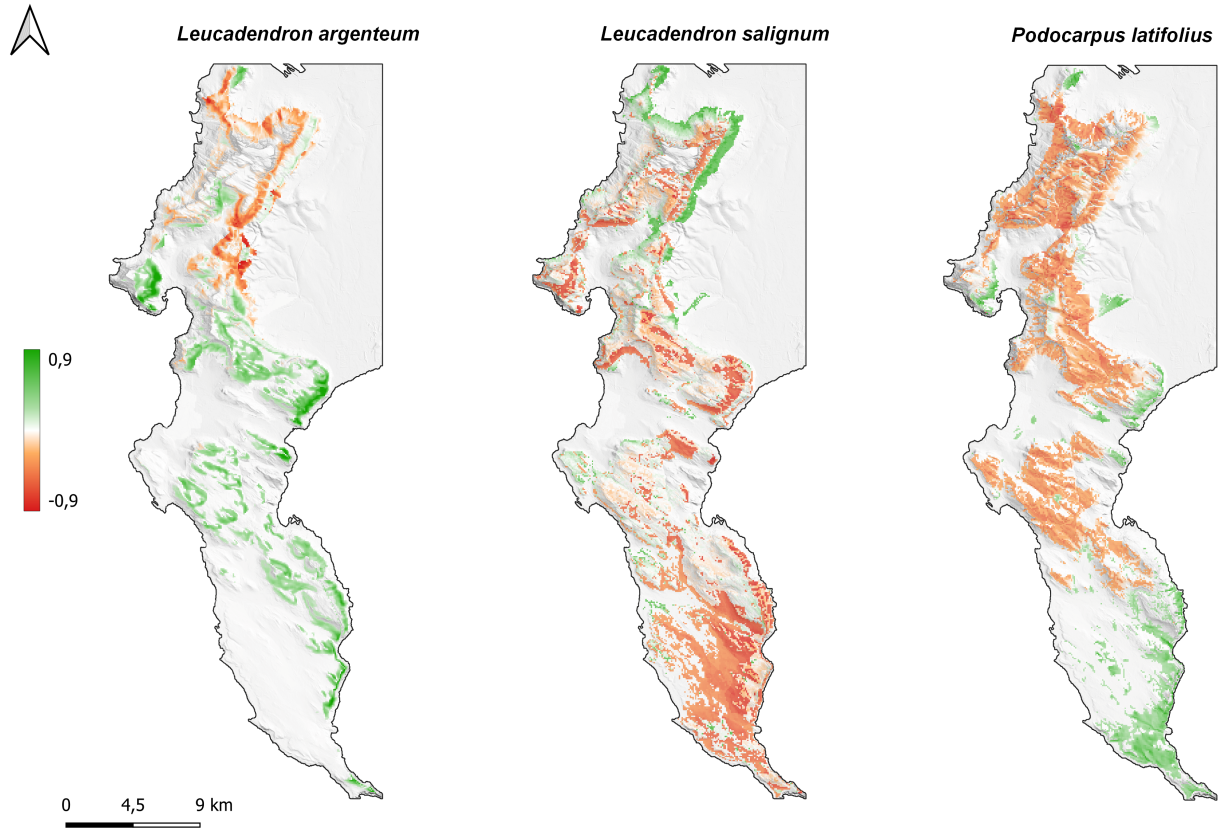 Leucadendron argenteum
Leucadendron salignum
Podocarpus latifolius
0,9
-0,9
0 4,5 9 km